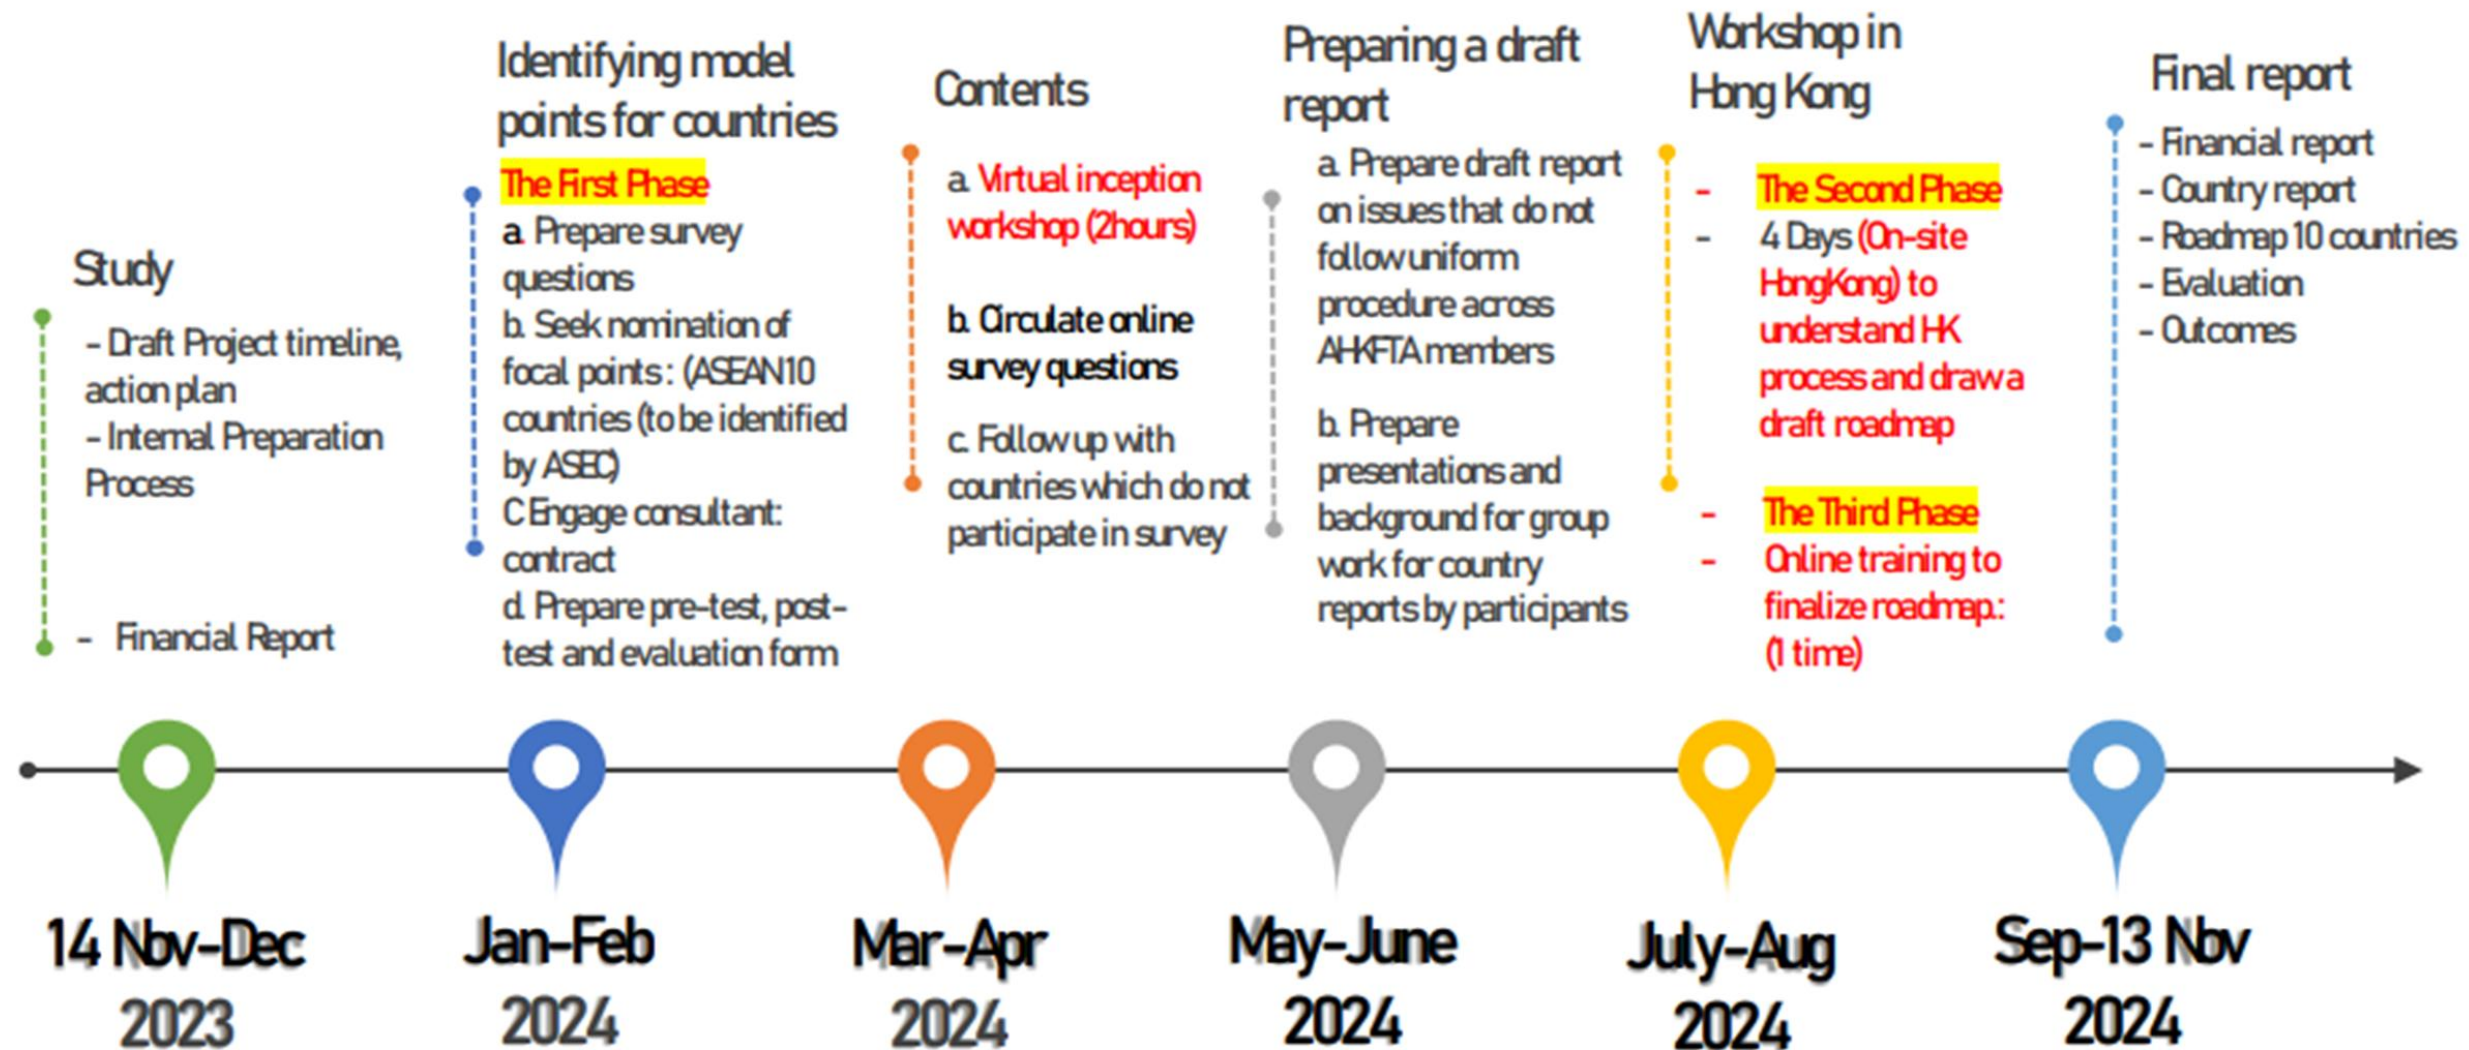 Study
- Draft Project timeline,
action plan
- Internal Preparation
Process
- Financial Report
14 Nov-Dec
2023
Identifying model
points for countries
The First Phase
a. Prepare survey
questions
b. Seek nomination of
focal points : (ASEAN 10
countries (to be identified
by ASEC)
C Engage consultant:
contract
d. Prepare pre-test, post-
test and evaluation form
Jan-Feb
2024
Contents
a. Virtual inception
workshop (2hours)
b. Circulate online
survey questions
c. Follow up with
countries which do not
participate in survey
Mar-Apr
2024
Preparing a draft
report
a. Prepare draft report
on issues that do not
follow uniform
procedure across
AHKFTA members
b. Prepare
presentations and
background for group
work for country
reports by participants
May-June
2024
Workshop in
Hong Kong
- The Second Phase
- 4 Days (On-site
HongKong) to
understand HK
process and draw a
draft roadmap
- The Third Phase
- Online training to
finalize roadmap.:
(1 time)
July-Aug
2024
Final report
- Financial report
- Country report
- Roadmap 10 countries
- Evaluation
- Outcomes
Sep-13 Nov
2024